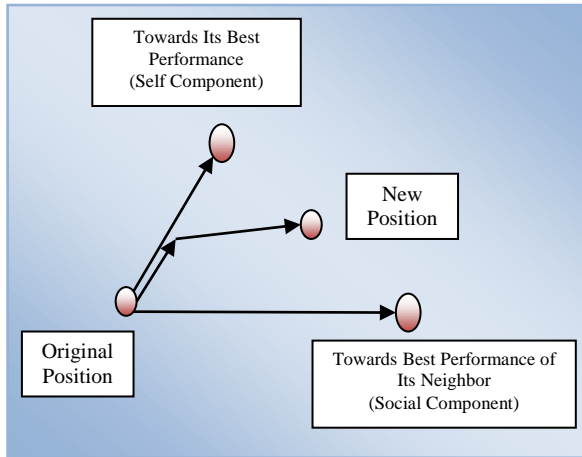 Towards Its Best
Performance
(Self Component)
New
Position
Original
Position
Towards Best Performance of
Its Neighbor
(Social Component)